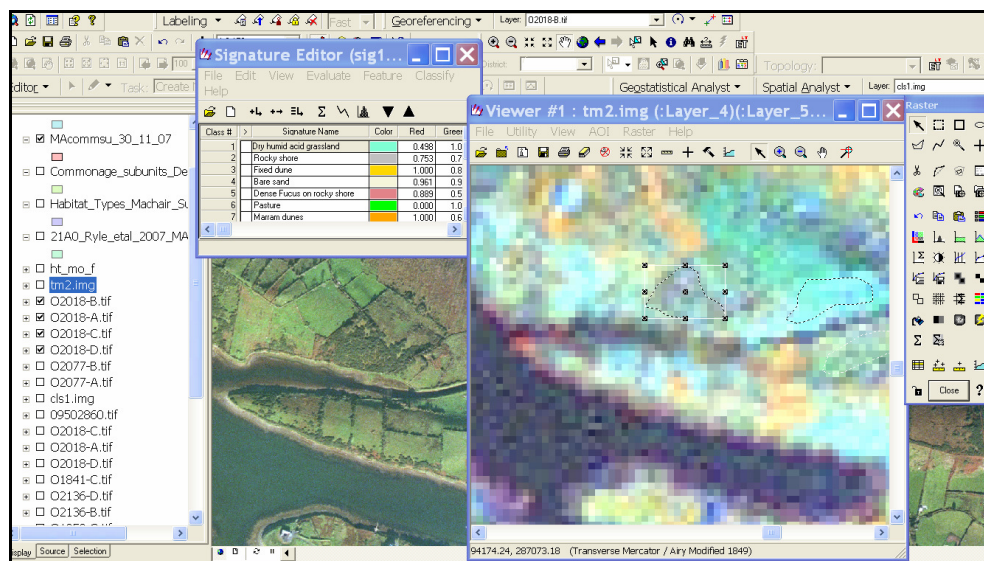 Labeling Fast Georeferencing Layer: O2018-B.tif
100 District: Topology:
Editor Task: Create Geostatistical Analyst Spatial Analyst Layer: cls1.img
Signature Editor (sig1...
File Edit View Evaluate Feature Classify
Help
Class # > Signature Name Color Red Green
1 Dry humid acid grassland 0.498 1.0
2 Rocky shore 0.753 0.7
3 Fixed dune 1.000 0.8
4 Bare sand 0.961 0.9
5 Dense Fucus on rocky shore 0.889 0.5
6 Pasture 0.000 1.0
7 Marram dunes 1.000 0.6
Viewer #1 : tm2.img (:Layer_4)(:Layer_5...
File Utility View AOI Raster Help
94174.24, 287073.18 (Transverse Mercator / Airy Modified 1849)
Raster
Close ?
MAcommsu_30_11_07
Commonage_subunits_De
Habitat_Types_Machair_Su
21A0_Ryle_etal_2007_MA
ht_mo_f
tm2.img
O2018-B.tif
O2018-A.tif
O2018-C.tif
O2018-D.tif
O2077-B.tif
O2077-A.tif
cls1.img
09502860.tif
O2018-C.tif
O2018-A.tif
O2018-D.tif
O1841-C.tif
O2136-D.tif
O2136-B.tif
Display Source Selection